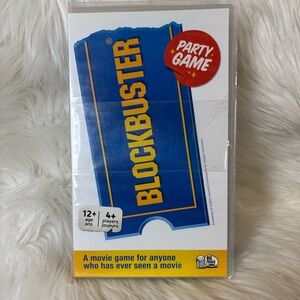 PARTY
GAME
BLOCKBUSTER®
12+
age
ans
4+
players
joueurs
A movie game for anyone
who has ever seen a movie